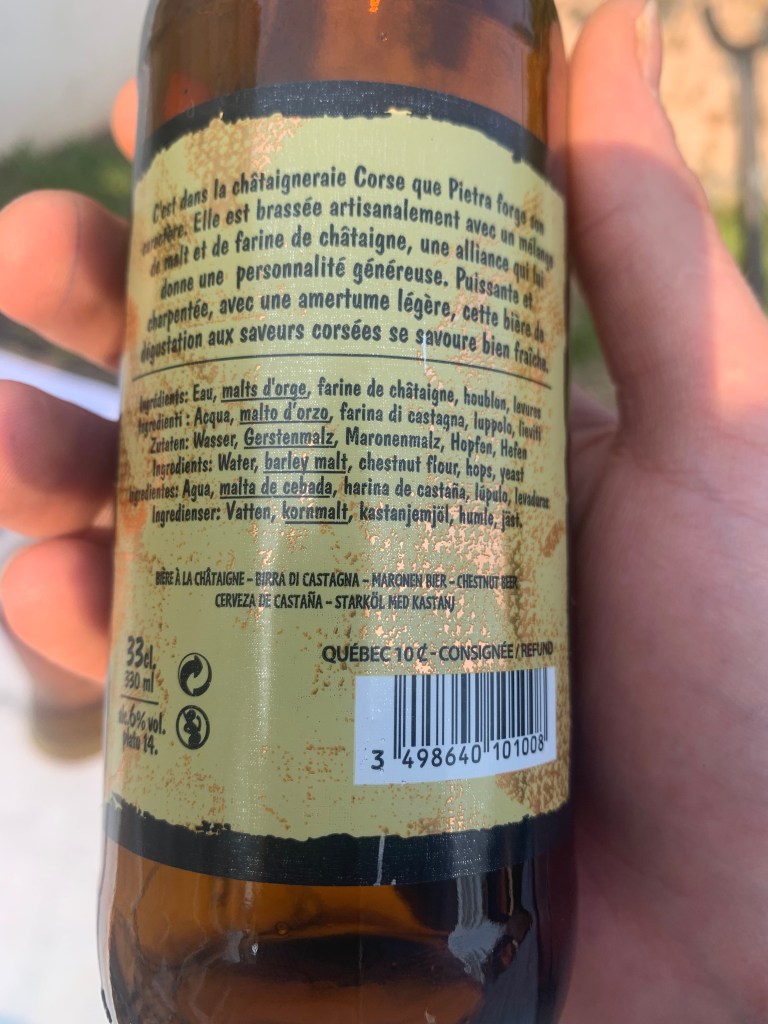 C'est dans la châtaigneraie Corse que Pietra forge son
caractère. Elle est brassée artisanalement avec un mélange
de malt et de farine de châtaigne, une alliance qui lui
donne une personnalité généreuse. Puissante et
charpentée, avec une amertume légère, cette bière de
dégustation aux saveurs corsées se savoure bien fraîche.
Ingrédients: Eau, malts d'orge, farine de châtaigne, houblon, levures
Ingredienti : Acqua, malto d'orzo, farina di castagna, luppolo, lieviti
Zutaten: Wasser, Gerstenmalz, Maronenmalz, Hopfen, Hefen
Ingredients: Water, barley malt, chestnut flour, hops, yeast
Ingredientes: Agua, malta de cebada, harina de castaña, lúpulo, levaduras
Ingredienser: Vatten, kornmalt, kastanjemjöl, humle, jäst.
BIÈRE À LA CHÂTAIGNE - BIRRA DI CASTAGNA - MARONEN BIER - CHESTNUT BEER
CERVEZA DE CASTAÑA - STARKÖL MED KASTANJ
33cl.
330 ml
alc. 6% vol.
plato 14.
QUÉBEC 10 ¢ - CONSIGNÉE / REFUND
3 498640 101008